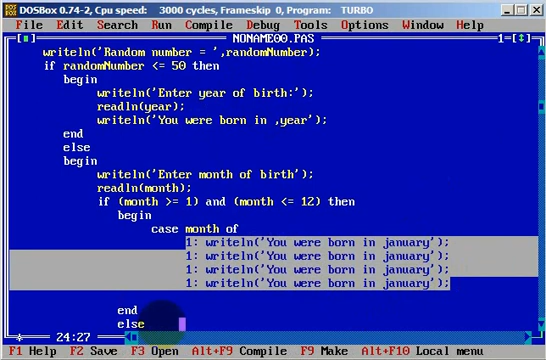 DOSBox 0.74-2, Cpu speed: 3000 cycles, Frameskip 0, Program: TURBO
File Edit Search Run Compile Debug Tools Options Window Help
NONAME00.PAS 1=[↕]
writeln('Random number = ',randomNumber);
if randomNumber <= 50 then
begin
writeln('Enter year of birth:');
readln(year);
writeln('You were born in ,year');
end
else
begin
writeln('Enter month of birth');
readln(month);
if (month >= 1) and (month <= 12) then
begin
case month of
1: writeln('You were born in january');
1: writeln('You were born in january');
1: writeln('You were born in january');
1: writeln('You were born in january');
end
else
24:27
F1 Help F2 Save F3 Open Alt+F9 Compile F9 Make Alt+F10 Local menu